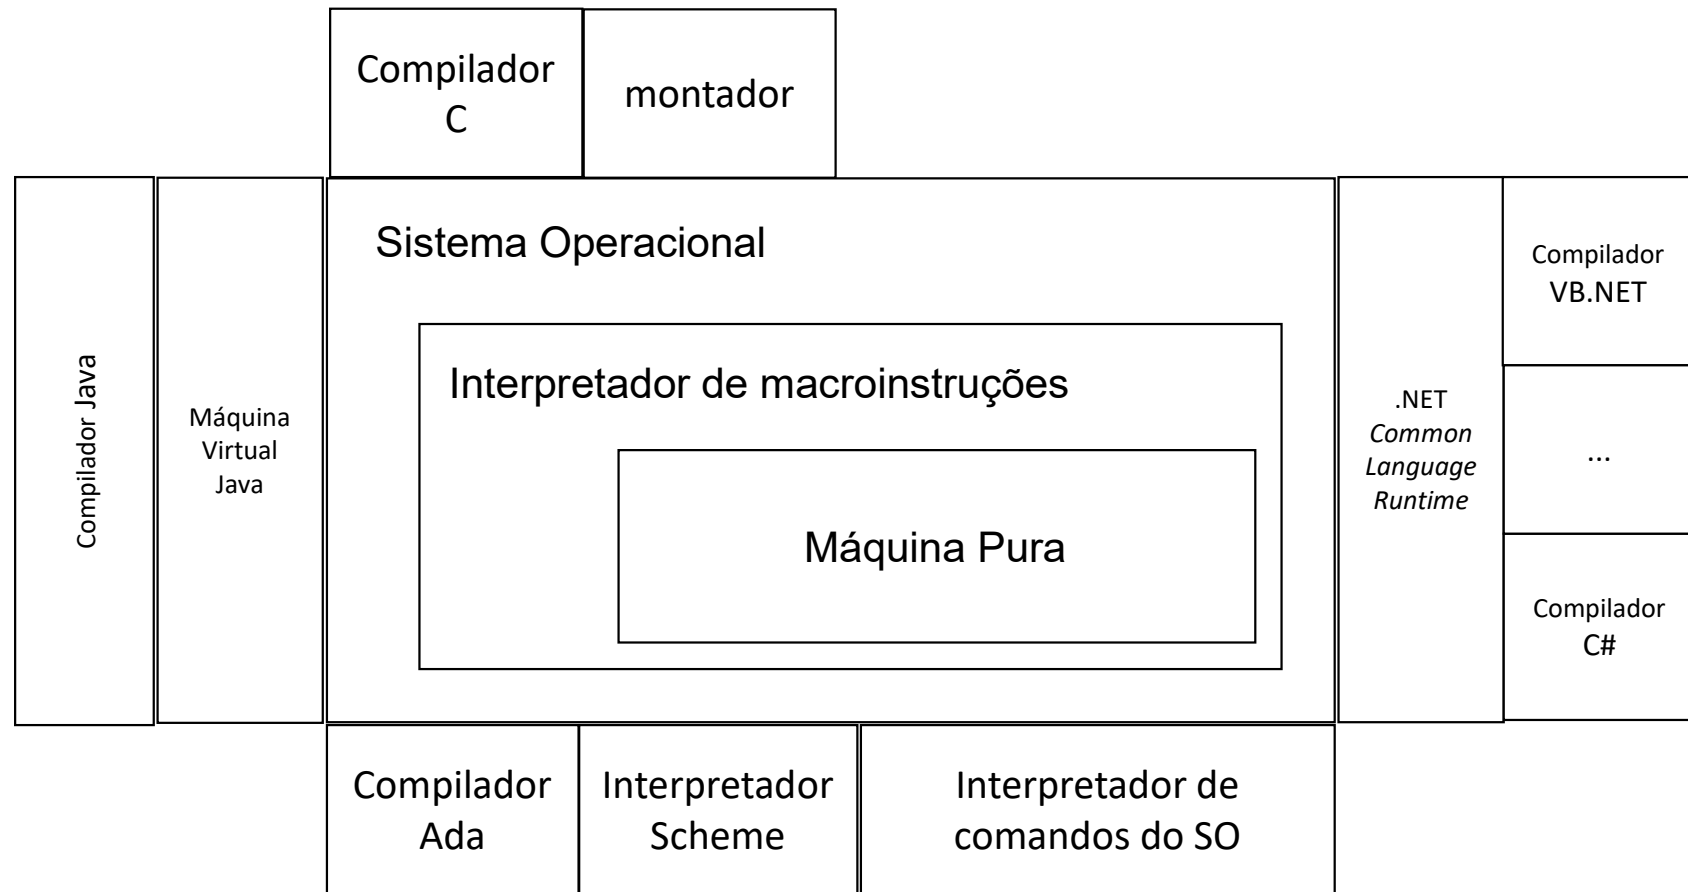 Compilador
C
montador
Sistema Operacional
Compilador Java
Máquina
Virtual
Java
Interpretador de macroinstruções
Máquina Pura
.NET
Common
Language
Runtime
Compilador
VB.NET
...
Compilador
C#
Compilador
Ada
Interpretador
Scheme
Interpretador de
comandos do SO